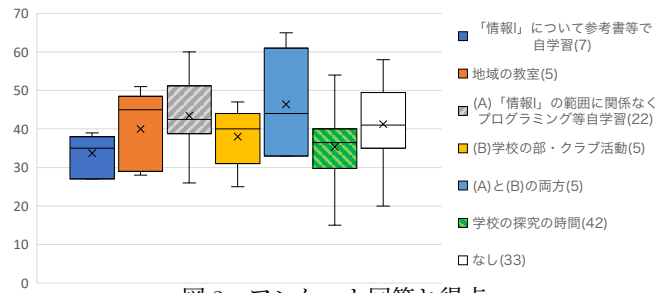 70
60
50
40
30
20
10
0
「情報I」について参考書等で
自学習(7)
地域の教室(5)
(A)「情報I」の範囲に関係なく
プログラミング等自学習(22)
(B)学校の部・クラブ活動(5)
(A)と(B)の両方(5)
学校の探究の時間(42)
なし(33)